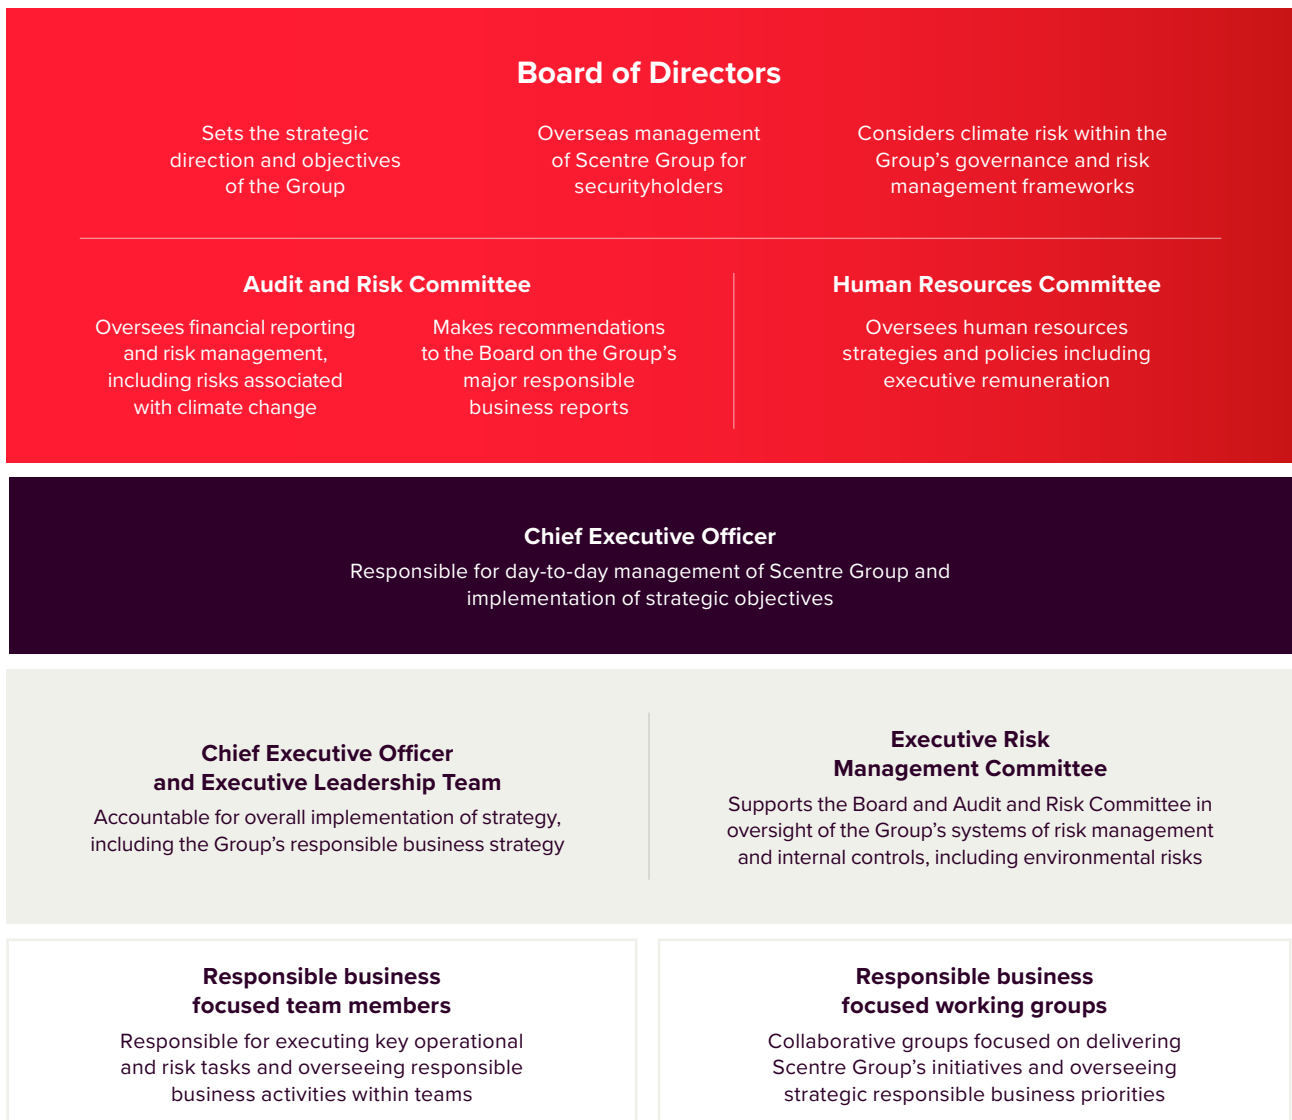 Board of Directors
Sets the strategic
direction and objectives
of the Group
Overseas management
of Scentre Group for
securityholders
Considers climate risk within the
Group's governance and risk
management frameworks
Audit and Risk Committee
Oversees financial reporting
and risk management,
including risks associated
with climate change
Makes recommendations
to the Board on the Group's
major responsible
business reports
Human Resources Committee
Oversees human resources
strategies and policies including
executive remuneration
Chief Executive Officer
Responsible for day-to-day management of Scentre Group and
implementation of strategic objectives
Chief Executive Officer
and Executive Leadership Team
Accountable for overall implementation of strategy,
including the Group's responsible business strategy
Executive Risk
Management Committee
Supports the Board and Audit and Risk Committee in
oversight of the Group's systems of risk management
and internal controls, including environmental risks
Responsible business
focused team members
Responsible for executing key operational
and risk tasks and overseeing responsible
business activities within teams
Responsible business
focused working groups
Collaborative groups focused on delivering
Scentre Group's initiatives and overseeing
strategic responsible business priorities